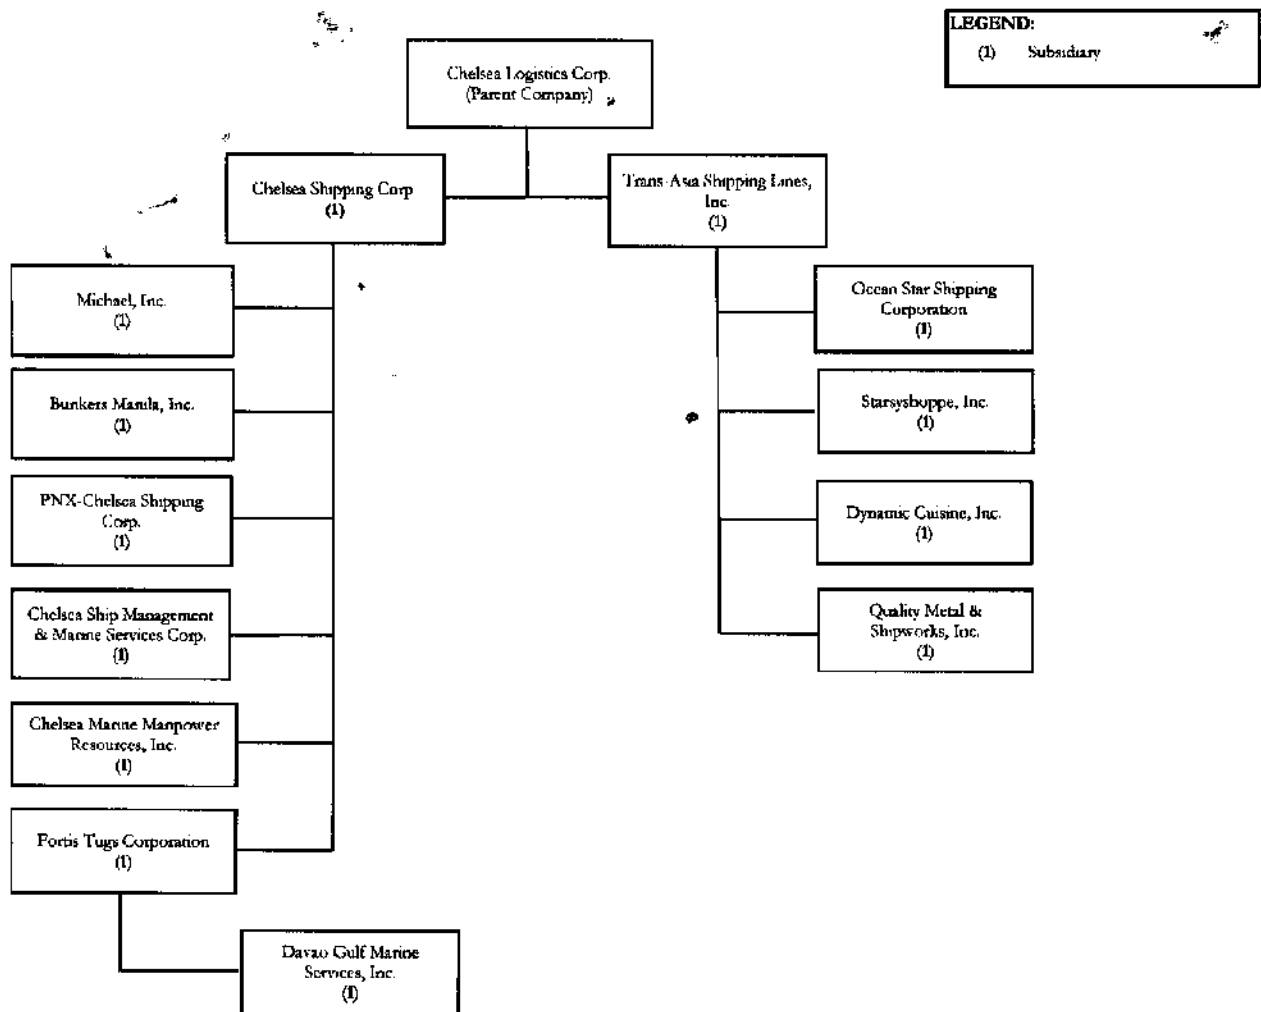 LEGEND:
(1) Subsidiary
Chelsea Logistics Corp.
(Parent Company)
Chelsea Shipping Corp
(1)
Trans-Asia Shipping Lines,
Inc.
(1)
Michael, Inc.
(1)
Ocean Star Shipping
Corporation
(1)
Bunkers Manila, Inc.
(1)
Starsyshoppe, Inc.
(1)
PNX-Chelsea Shipping
Corp.
(1)
Dynamic Cuisine, Inc.
(1)
Chelsea Ship Management
& Marine Services Corp.
(1)
Quality Metal &
Shipworks, Inc.
(1)
Chelsea Marine Manpower
Resources, Inc.
(1)
Fortis Tugs Corporation
(1)
Davao Gulf Marine
Services, Inc.
(1)